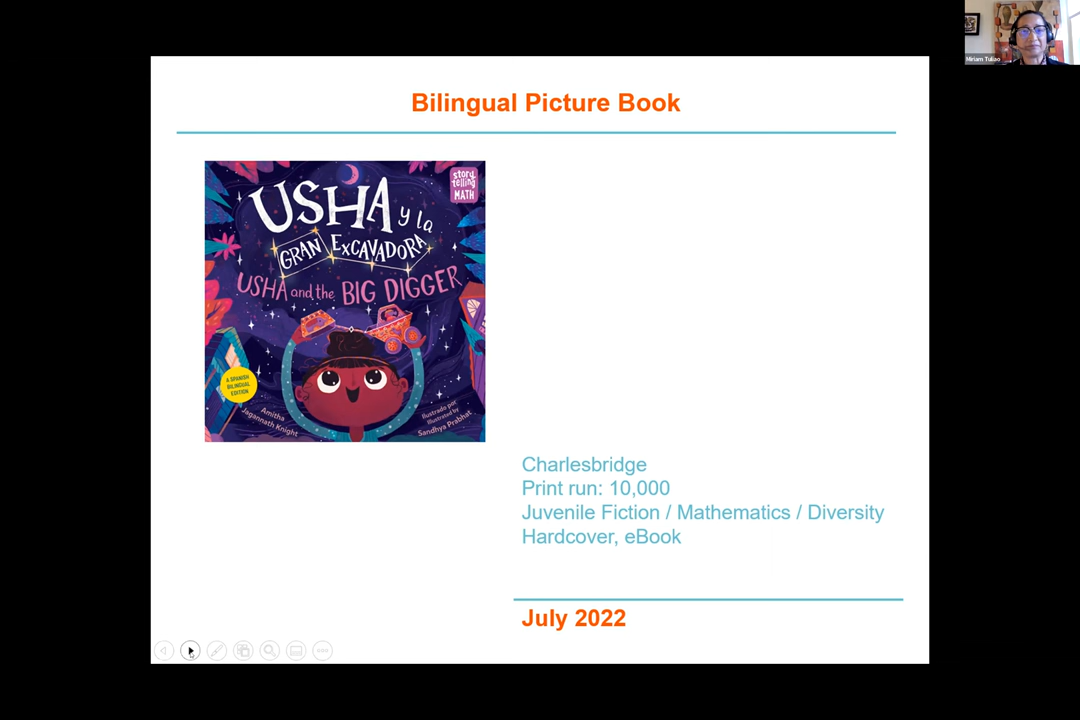 Miriam Tuliao
Bilingual Picture Book
story
telling
MATH
USHA y la
GRAN EXCAVADORA
USHA and the BIG DIGGER
A SPANISH
BILINGUAL
EDITION
Amitha
Jagannath Knight
ilustrado por
illustrated by
Sandhya Prabhat
Charlesbridge
Print run: 10,000
Juvenile Fiction / Mathematics / Diversity
Hardcover, eBook
July 2022